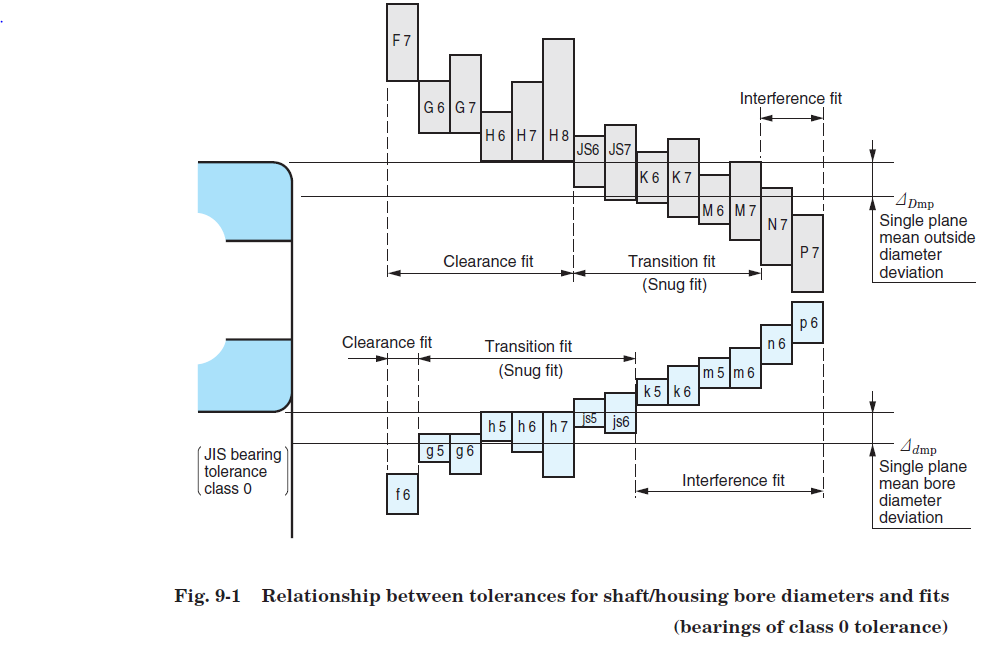 F 7
G 6
G 7
H 6
H 7
H 8
JS6
JS7
K 6
K 7
M 6
M 7
N 7
P 7
Interference fit
Clearance fit
Transition fit
(Snug fit)
ΔDmp
Single plane
mean outside
diameter
deviation
Clearance fit
Transition fit
(Snug fit)
f 6
g 5
g 6
h 5
h 6
h 7
js5
js6
k 5
k 6
m 5
m 6
n 6
p 6
Interference fit
JIS bearing
tolerance
class 0
Δdmp
Single plane
mean bore
diameter
deviation
Fig. 9-1 Relationship between tolerances for shaft/housing bore diameters and fits
(bearings of class 0 tolerance)